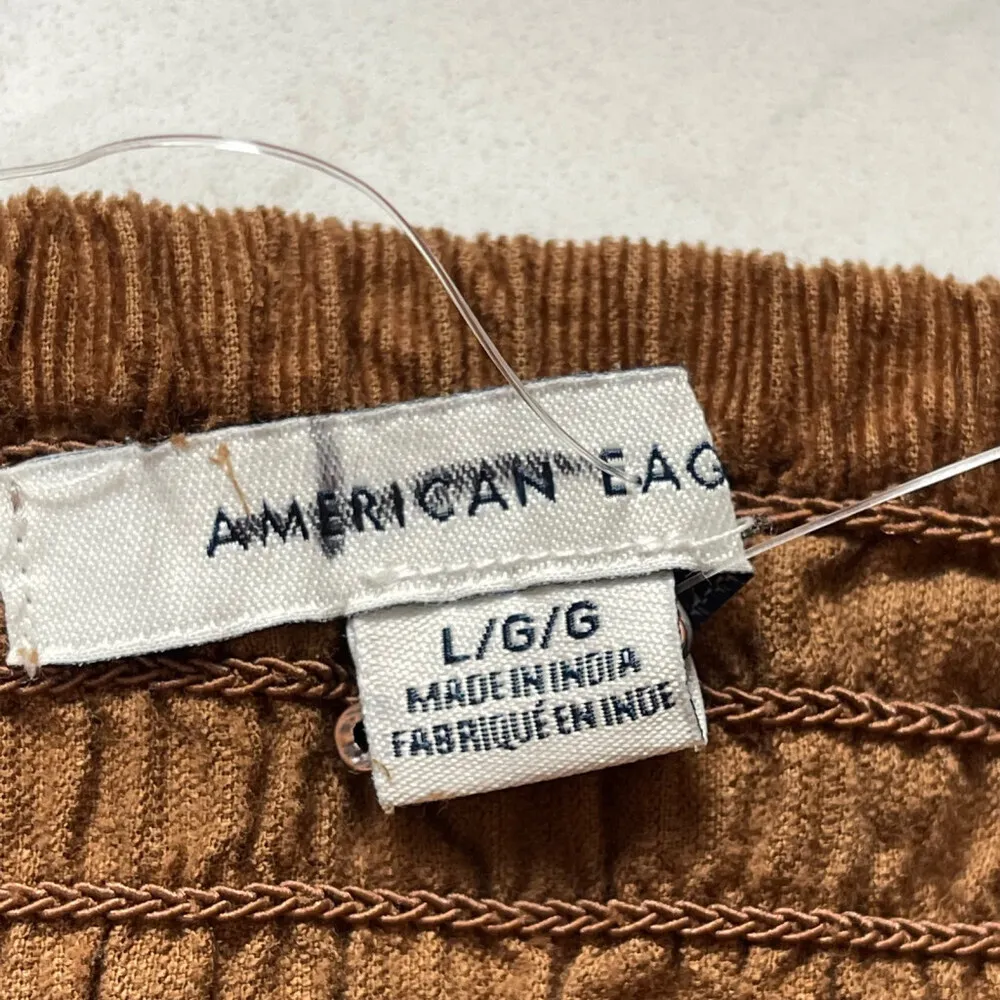 AMERICAN EAG
L/G/G
MADE IN INDIA
FABRIQUÉ EN INDE